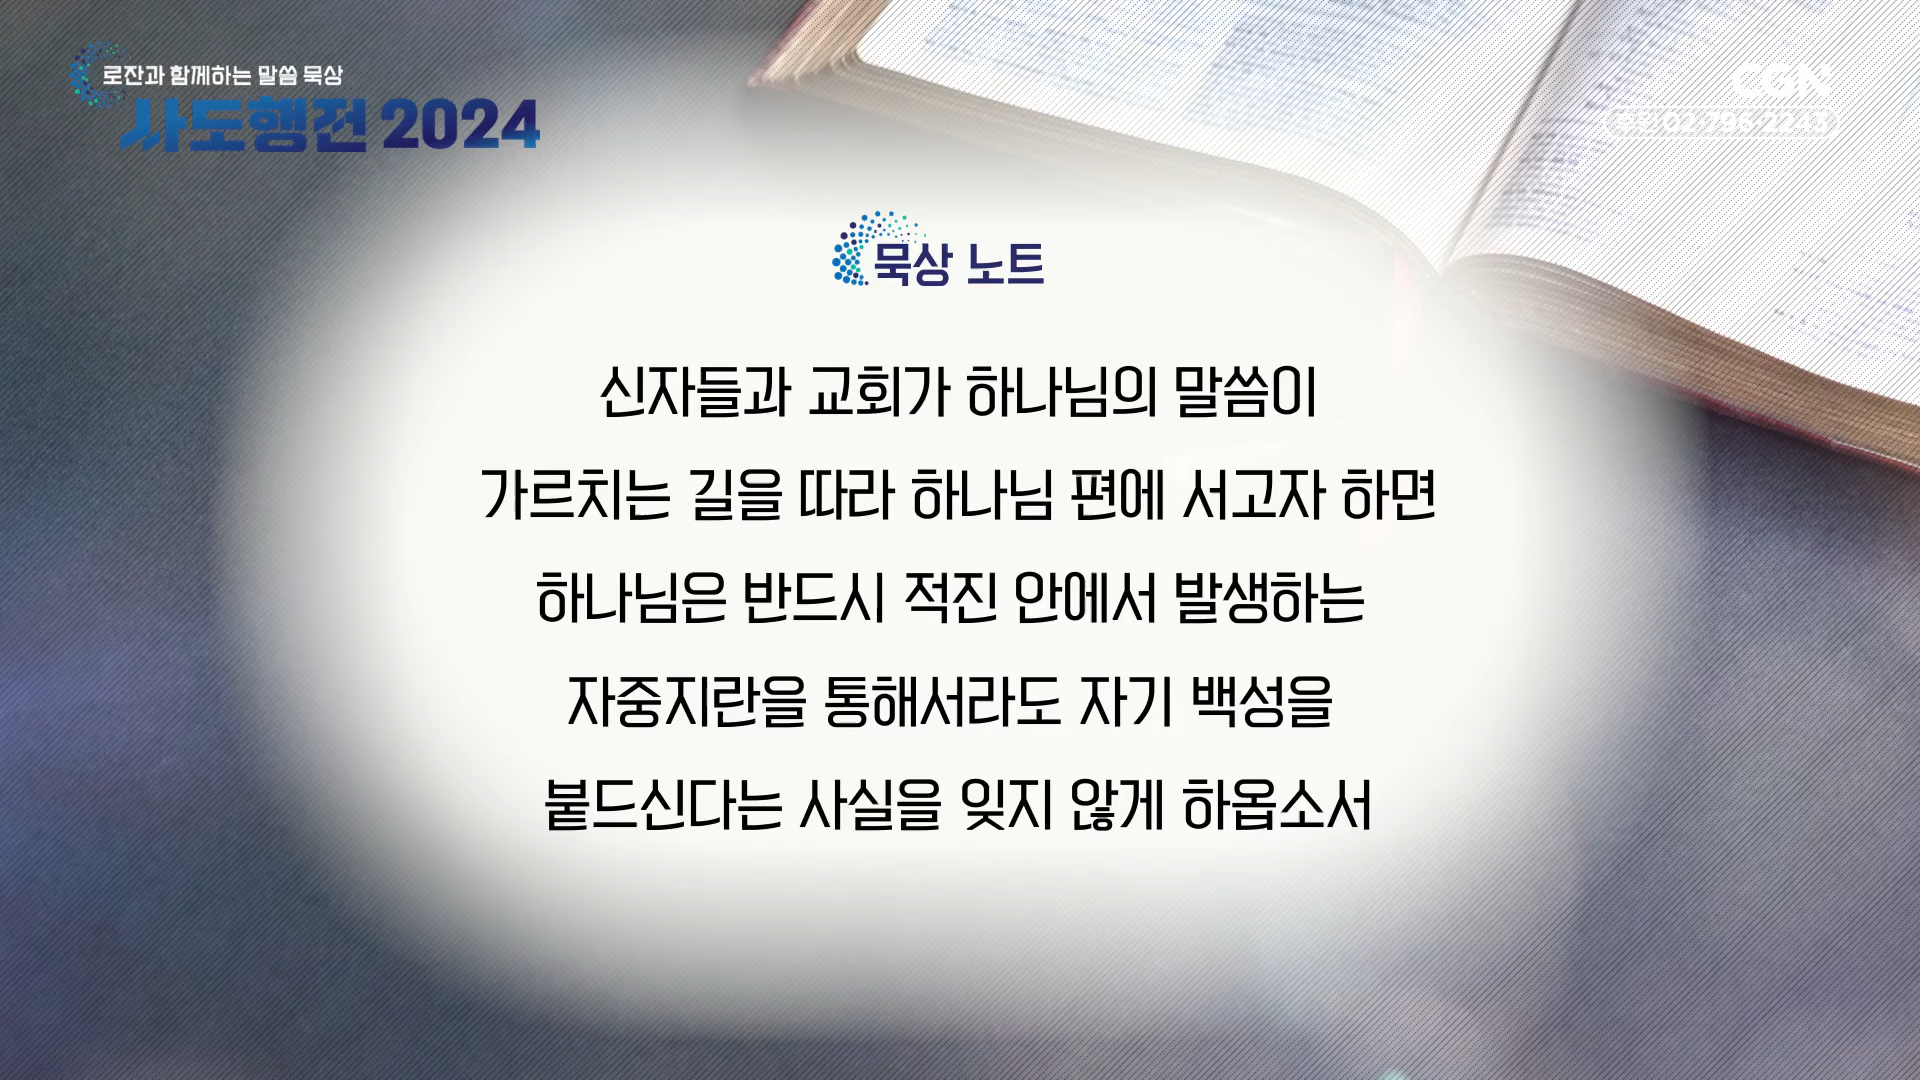 로잔과 함께하는 말씀 묵상
사도행전 2024
CGN
후원 02-796-2243
묵상 노트
신자들과 교회가 하나님의 말씀이
가르치는 길을 따라 하나님 편에 서고자 하면
하나님은 반드시 적진 안에서 발생하는
자중지란을 통해서라도 자기 백성을
붙드신다는 사실을 잊지 않게 하옵소서